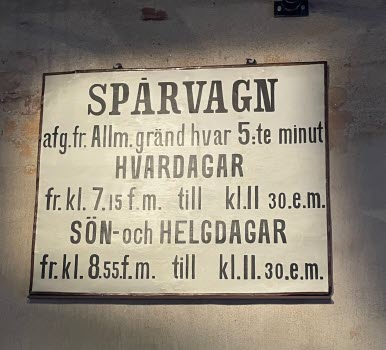 SPÅRVAGN
afg. fr. Allm. gränd hvar 5:te minut
HVARDAGAR
fr. kl. 7.15 f.m. till kl. 11 30. e.m.
SÖN- och HELGDAGAR
fr. kl. 8.55. f.m. till kl. 11. 30. e.m.